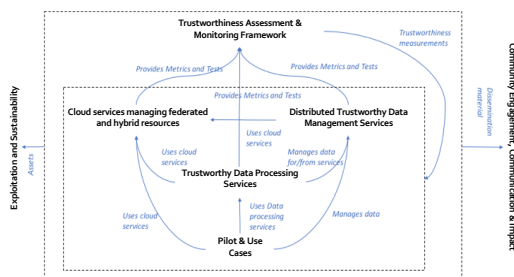 Trustworthiness Assessment &
Monitoring Framework
Trustworthiness
measurements
Provides Metrics and Tests
Provides Metrics and Tests
Provides Metrics and Tests
Cloud services managing federated
and hybrid resources
Distributed Trustworthy Data
Management Services
Uses cloud
services
Uses cloud
services
Manages data
for/from services
Trustworthy Data Processing
Services
Uses cloud
services
Uses Data
processing
services
Manages data
Pilot & Use
Cases
Exploitation and Sustainability
Assets
Dissemination
material
Community Engagement, Communication & Impact